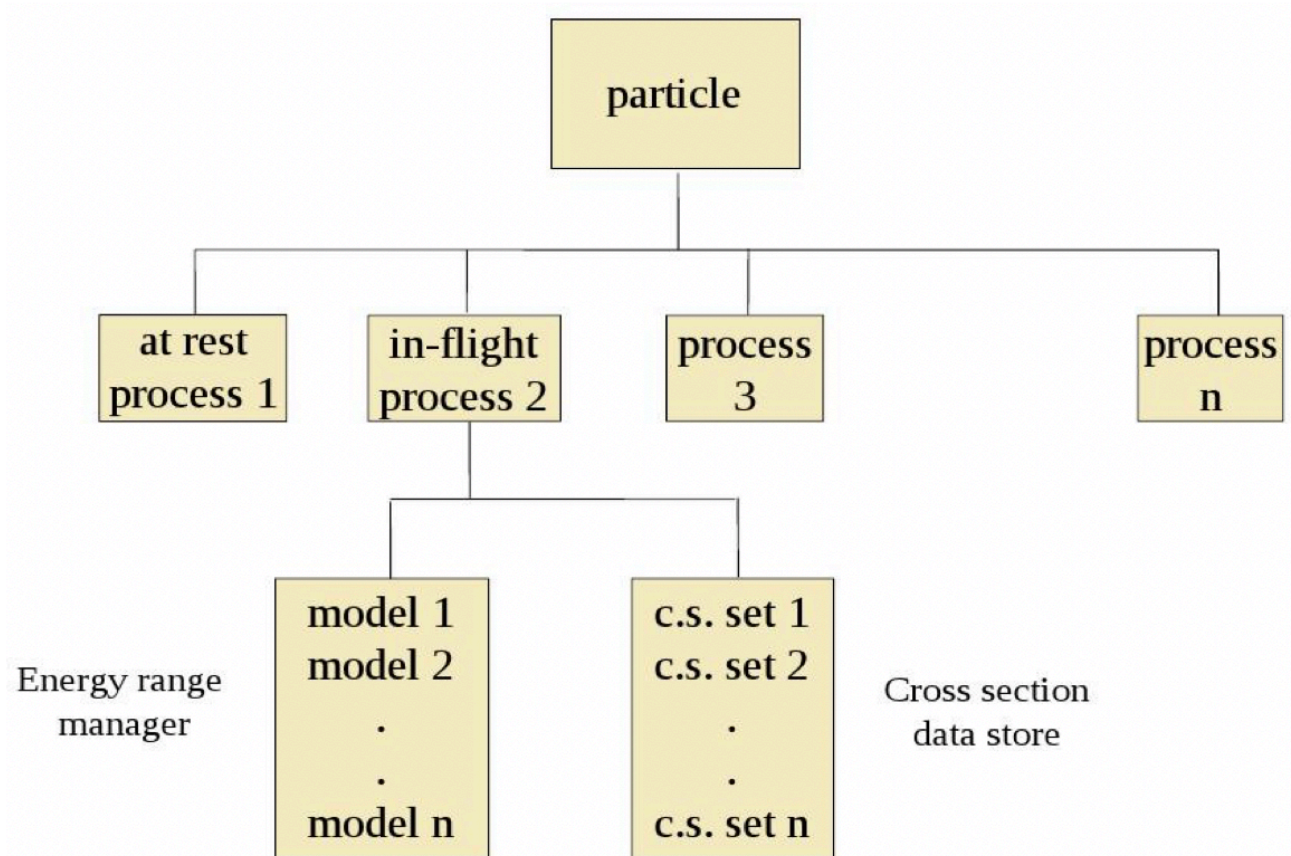 particle
at rest
process 1
in-flight
process 2
process
3
process
n
Energy range
manager
model 1
model 2
.
.
model n
c.s. set 1
c.s. set 2
.
.
c.s. set n
Cross section
data store